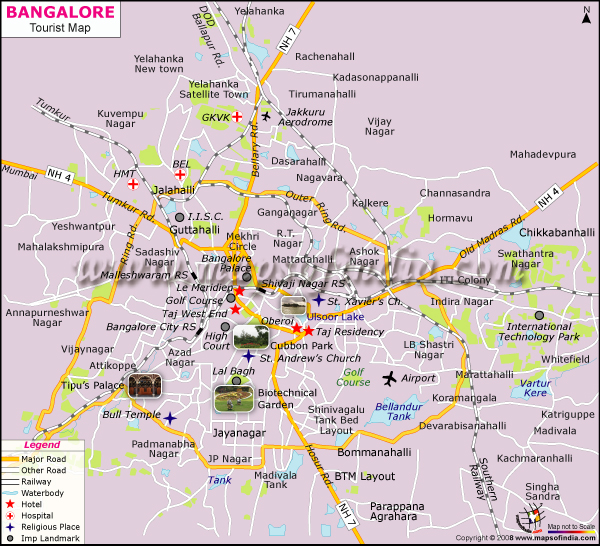 BANGALORE
Tourist Map
DOD
Ballapur Rd.
Yelahanka
N
NH 7
Rachenahall
Yelahanka
New town
Kadasonappanalli
Yelahanka
Satellite Town
Tirumanahalli
Tumkur
Kuvempu
Nagar
GKVK
Jakkuru
Aerodrome
Vijay
Nagar
Bellary Rd.
Mahadevpura
Mumbai
NH 4
HMT
BEL
Dasarahalli
Nagavara
Jalahalli
Outer Ring Rd.
Kalkere
Channasandra
NH 4
Tumkur Rd.
I.I.S.C.
Guttahalli
Ganganagar
Hormavu
Yeshwantpur
Mahalakshmipura
Ring rd.
Mekhri
Circle
R.T.
Nagar
Old Madras Rd.
Chikkabanhalli
Sadashiv
Nagar
Bangalore
Palace
Mattadahalli
Ashok
Nagar
Swathantra
Nagar
www.mapsofindia.com
Malleshwaram RS
Shivaji Nagar RS
ITI Colony
Le Meridien
Golf Course
St. Xavier's Ch.
Indira Nagar
Annapurneshwar
Nagar
Taj West End
Ulsoor Lake
Bangalore City RS
Oberoi
Taj Residency
International
Technology Park
High
Court
Cubbon Park
LB Shastri
Nagar
Vijaynagar
Azad
Nagar
St. Andrew's Church
Whitefield
Attikoppe
Lal Bagh
Golf
Course
Airport
Marattahalli
Tipu's Palace
Biotechnical
Garden
Vartur
Kere
Koramangala
Bull Temple
Shinivagalu
Tank Bed
Layout
Bellandur
Tank
Katriguppe
Jayanagar
Devarabisanahalli
Madivala
Padmanabha
Nagar
Bommanahalli
Kachmaranhalli
JP Nagar
Hosur Rd.
Southern
Railway
Tank
Madivala
Tank
BTM Layout
Singha
Sandra
NH 7
Parappana
Agrahara
Legend
Major Road
Other Road
Railway
Waterbody
Hotel
Hospital
Religious Place
Imp Landmark
Map not to Scale
Copyright © 2008 www.mapsofindia.com